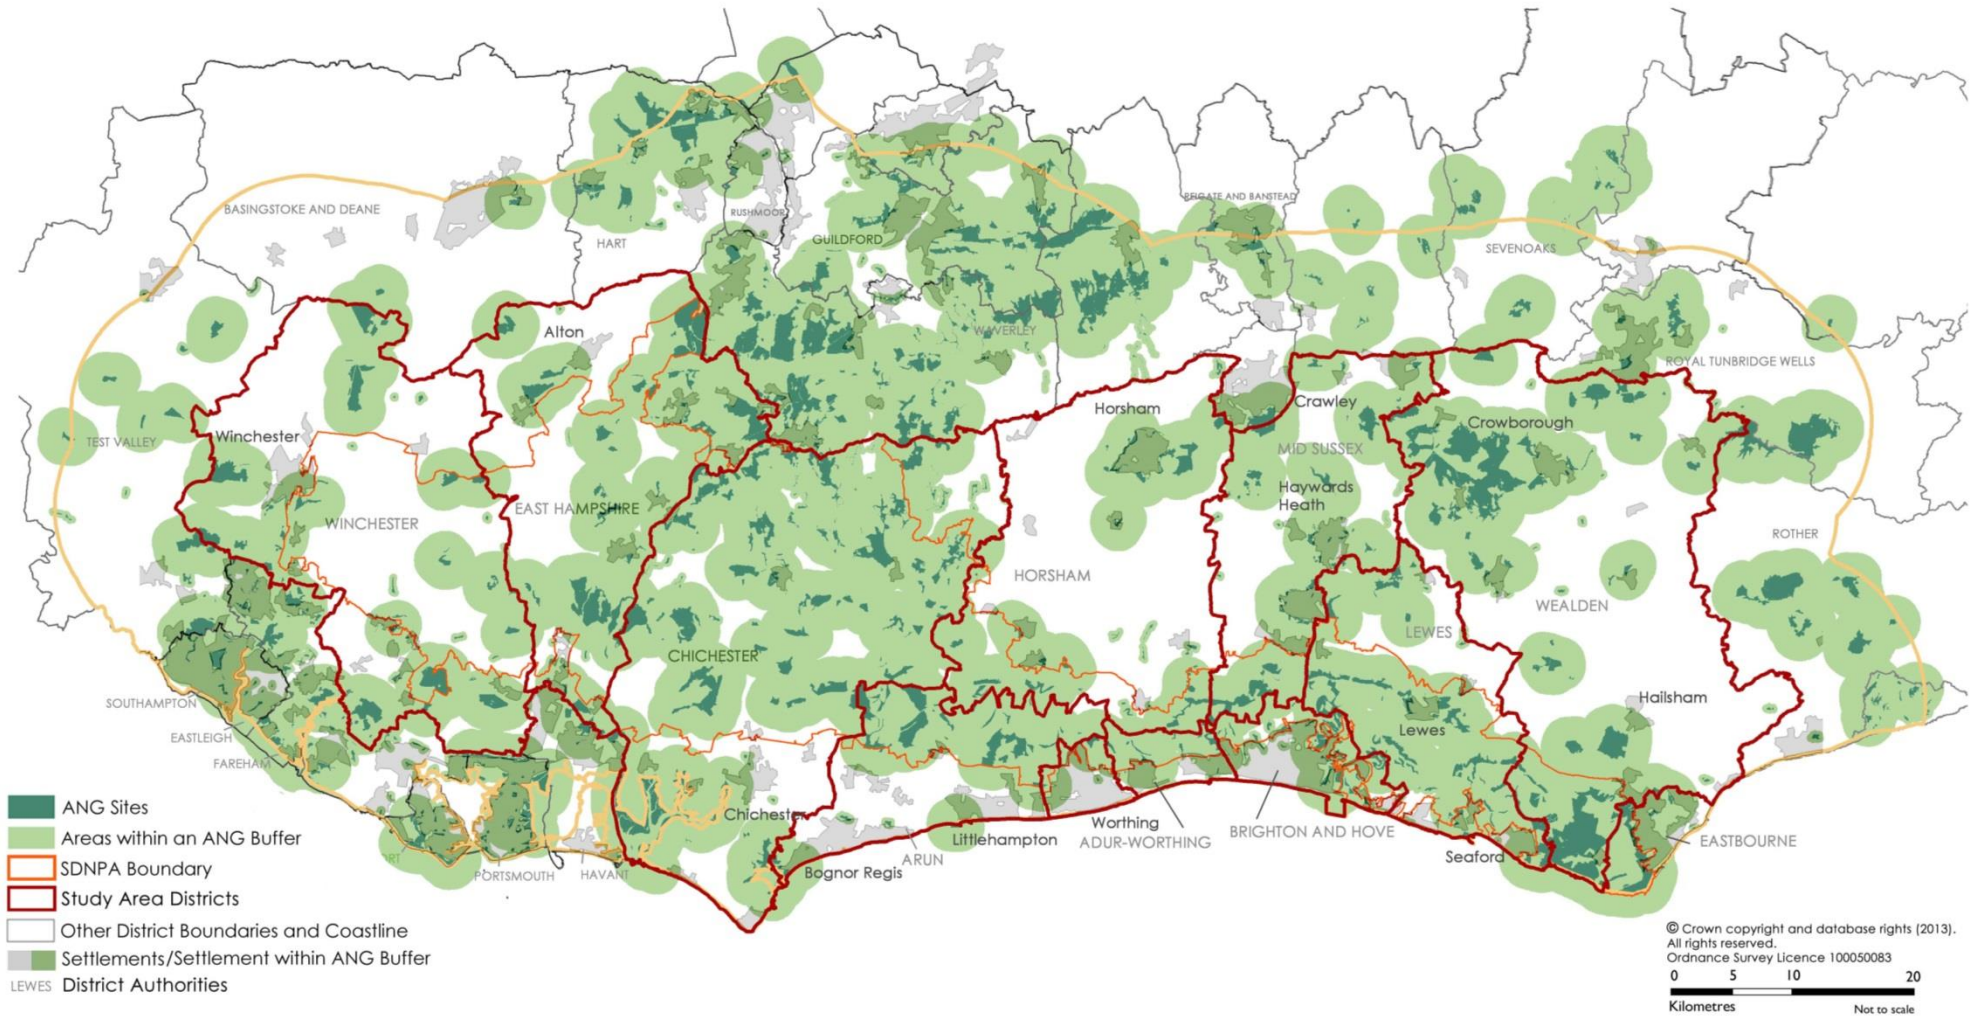 BASINGSTOKE AND DEANE
HART
RUSHMOOR
GUILDFORD
REIGATE AND BANSTEAD
SEVENOAKS
Alton
WAVERLEY
ROYAL TUNBRIDGE WELLS
TEST VALLEY
Winchester
Horsham
Crawley
Crowborough
MID SUSSEX
Haywards
Heath
WINCHESTER
EAST HAMPSHIRE
ROTHER
HORSHAM
WEALDEN
LEWES
CHICHESTER
SOUTHAMPTON
EASTLEIGH
FAREHAM
Hailsham
Lewes
Chichester
Littlehampton
Worthing
ADUR-WORTHING
BRIGHTON AND HOVE
EASTBOURNE
Seaford
ARUN
Bognor Regis
PORTSMOUTH
HAVANT
ANG Sites
Areas within an ANG Buffer
SDNPA Boundary
Study Area Districts
Other District Boundaries and Coastline
Settlements/Settlement within ANG Buffer
LEWES District Authorities
© Crown copyright and database rights (2013).
All rights reserved.
Ordnance Survey Licence 100050083
0 5 10 20
Kilometres
Not to scale